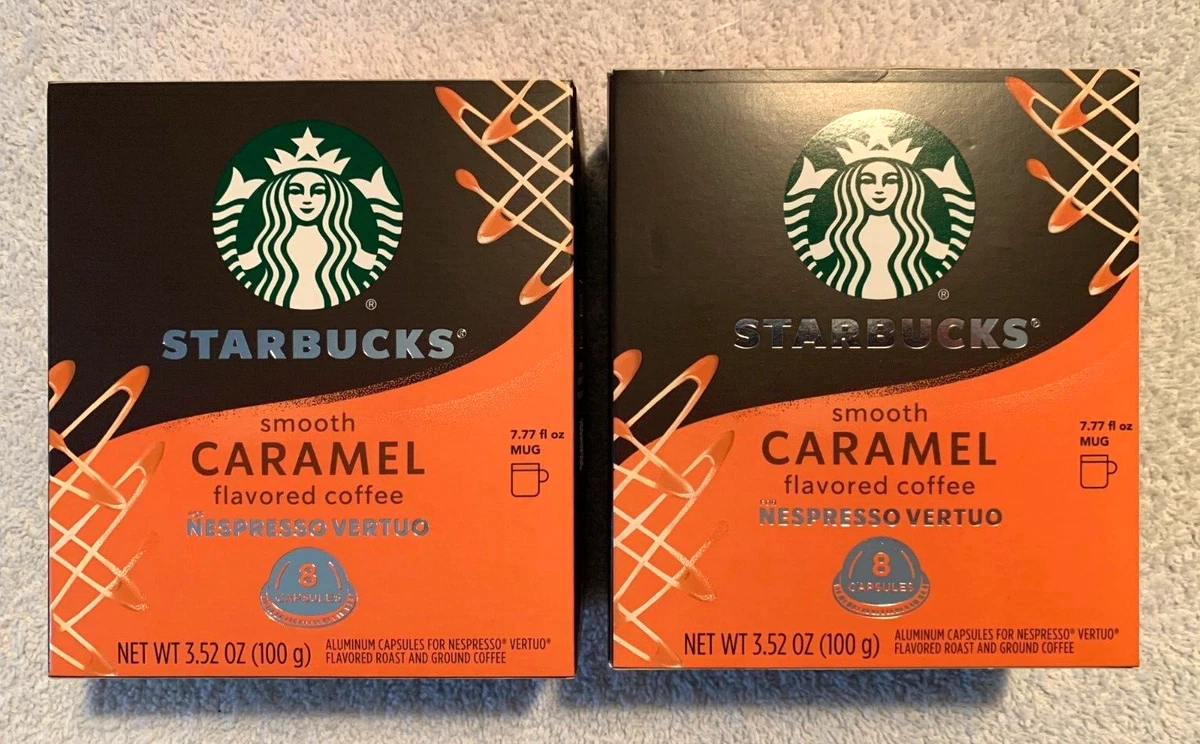 ®
STARBUCKS®
smooth
CARAMEL
flavored coffee
FOR
NESPRESSO VERTUO
8
CAPSULES
7.77 fl oz
MUG
NET WT 3.52 OZ (100 g)
ALUMINUM CAPSULES FOR NESPRESSO® VERTUO®
FLAVORED ROAST AND GROUND COFFEE
®
STARBUCKS®
smooth
CARAMEL
flavored coffee
FOR
NESPRESSO VERTUO
8
CAPSULES
7.77 fl oz
MUG
NET WT 3.52 OZ (100 g)
ALUMINUM CAPSULES FOR NESPRESSO® VERTUO®
FLAVORED ROAST AND GROUND COFFEE